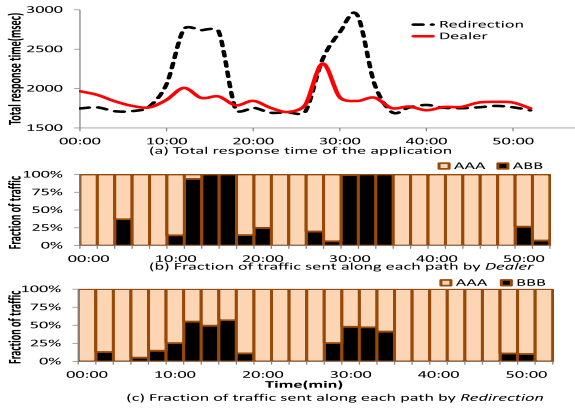 3000
2000
1500
Total response time(msec)
Redirection
Dealer
00:00 10:00 20:00 30:00 40:00 50:00
(a) Total response time of the application
AAA ABB
100%
75%
50%
25%
0%
Fraction of traffic
00:00 10:00 20:00 30:00 40:00 50:00
(b) Fraction of traffic sent along each path by Dealer
AAA BBB
100%
75%
50%
25%
0%
Fraction of traffic
00:00 10:00 20:00 30:00 40:00 50:00
Time(min)
(c) Fraction of traffic sent along each path by Redirection